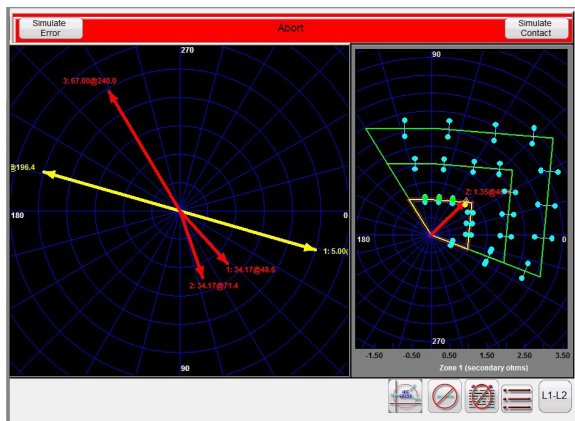 Simulate
Error
Abort
Simulate
Contact
270
3: 67.00@240.0
@196.4
180
0
1: 5.00(
1: 34.17@48.6
2: 34.17@71.4
90
90
Z: 1.35@4
180
0
270
-1.50 -0.50 0.50 1.50 2.50 3.50
Zone 1 (secondary ohms)
L1-L2